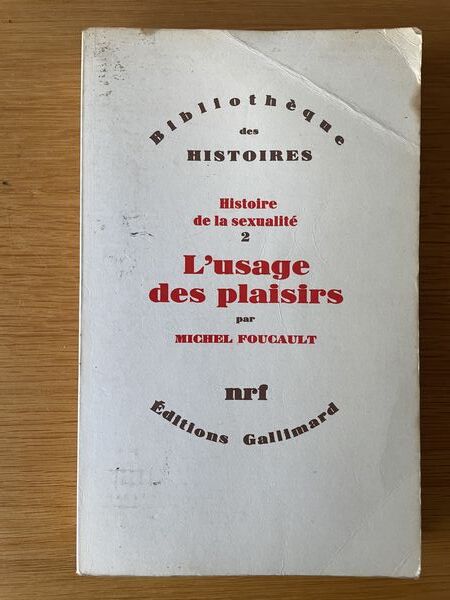 Bibliothèque
des
HISTOIRES
Histoire
de la sexualité
2
L'usage
des plaisirs
par
MICHEL FOUCAULT
nrf
Éditions Gallimard